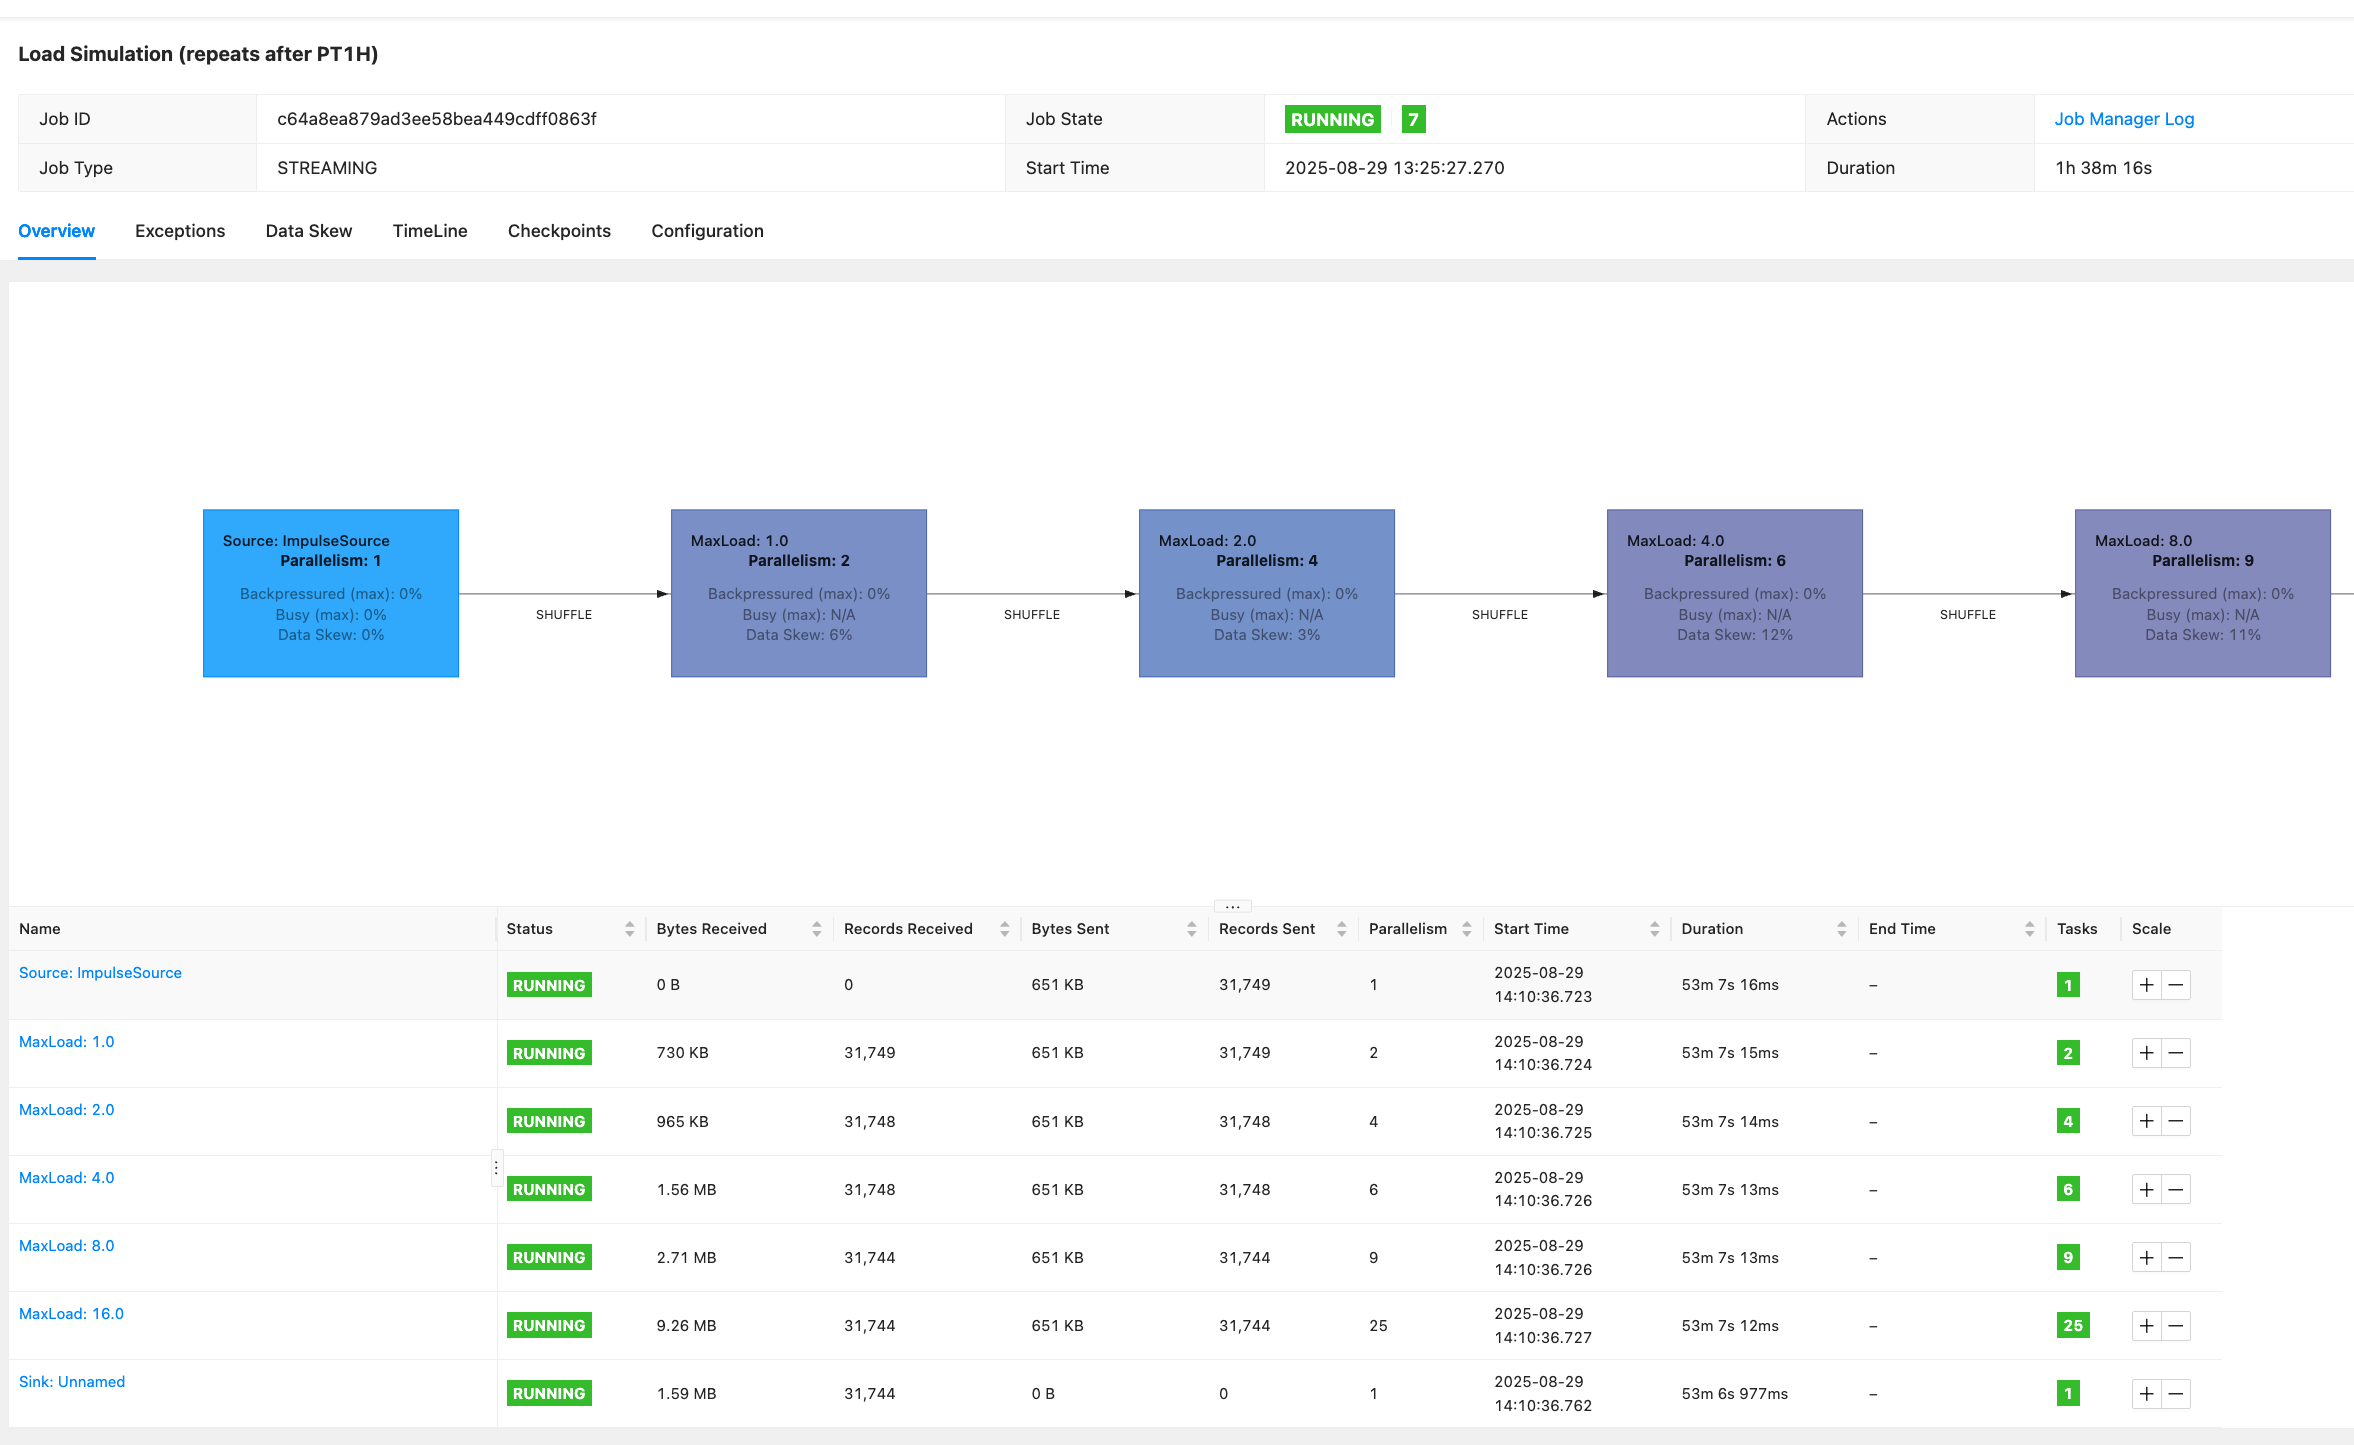 Load Simulation (repeats after PT1H)
Job ID c64a8ea879ad3ee58bea449cdff0863f Job State RUNNING 7 Actions Job Manager Log
Job Type STREAMING Start Time 2025-08-29 13:25:27.270 Duration 1h 38m 16s
Overview Exceptions Data Skew TimeLine Checkpoints Configuration
Source: ImpulseSource
Parallelism: 1
Backpressured (max): 0%
Busy (max): 0%
Data Skew: 0%
SHUFFLE
MaxLoad: 1.0
Parallelism: 2
Backpressured (max): 0%
Busy (max): N/A
Data Skew: 6%
SHUFFLE
MaxLoad: 2.0
Parallelism: 4
Backpressured (max): 0%
Busy (max): N/A
Data Skew: 3%
SHUFFLE
MaxLoad: 4.0
Parallelism: 6
Backpressured (max): 0%
Busy (max): N/A
Data Skew: 12%
SHUFFLE
MaxLoad: 8.0
Parallelism: 9
Backpressured (max): 0%
Busy (max): N/A
Data Skew: 11%
Name Status Bytes Received Records Received Bytes Sent Records Sent Parallelism Start Time Duration End Time Tasks Scale
Source: ImpulseSource RUNNING 0 B 0 651 KB 31,749 1 2025-08-29 14:10:36.723 53m 7s 16ms – 1 + −
MaxLoad: 1.0 RUNNING 730 KB 31,749 651 KB 31,749 2 2025-08-29 14:10:36.724 53m 7s 15ms – 2 + −
MaxLoad: 2.0 RUNNING 965 KB 31,748 651 KB 31,748 4 2025-08-29 14:10:36.725 53m 7s 14ms – 4 + −
MaxLoad: 4.0 RUNNING 1.56 MB 31,748 651 KB 31,748 6 2025-08-29 14:10:36.726 53m 7s 13ms – 6 + −
MaxLoad: 8.0 RUNNING 2.71 MB 31,744 651 KB 31,744 9 2025-08-29 14:10:36.726 53m 7s 13ms – 9 + −
MaxLoad: 16.0 RUNNING 9.26 MB 31,744 651 KB 31,744 25 2025-08-29 14:10:36.727 53m 7s 12ms – 25 + −
Sink: Unnamed RUNNING 1.59 MB 31,744 0 B 0 1 2025-08-29 14:10:36.762 53m 6s 977ms – 1 + −